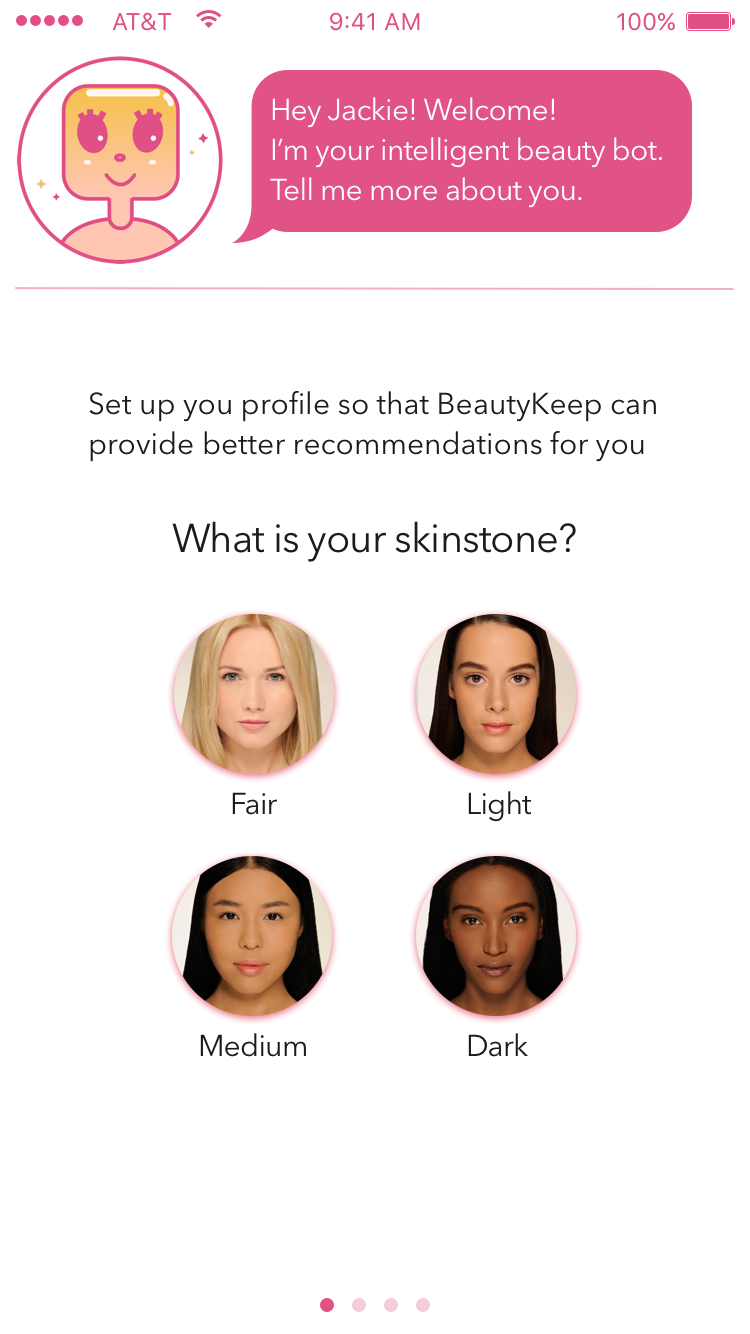 AT&T 9:41 AM 100%
Hey Jackie! Welcome!
I'm your intelligent beauty bot.
Tell me more about you.
Set up you profile so that BeautyKeep can
provide better recommendations for you
What is your skinstone?
Fair Light
Medium Dark